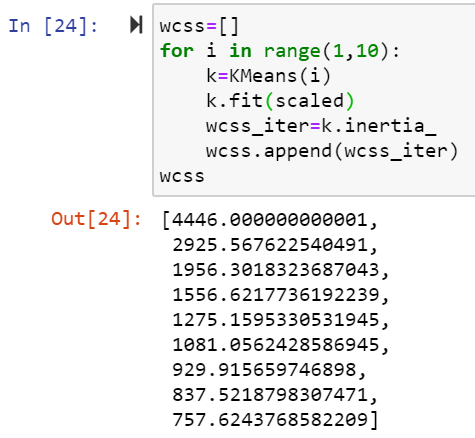 In [24]: wcss=[]
for i in range(1,10):
    k=KMeans(i)
    k.fit(scaled)
    wcss_iter=k.inertia_
    wcss.append(wcss_iter)
wcss
Out[24]: [4446.000000000001,
 2925.567622540491,
 1956.3018323687043,
 1556.6217736192239,
 1275.1595330531945,
 1081.0562428586945,
 929.915659746898,
 837.5218798307471,
 757.6243768582209]